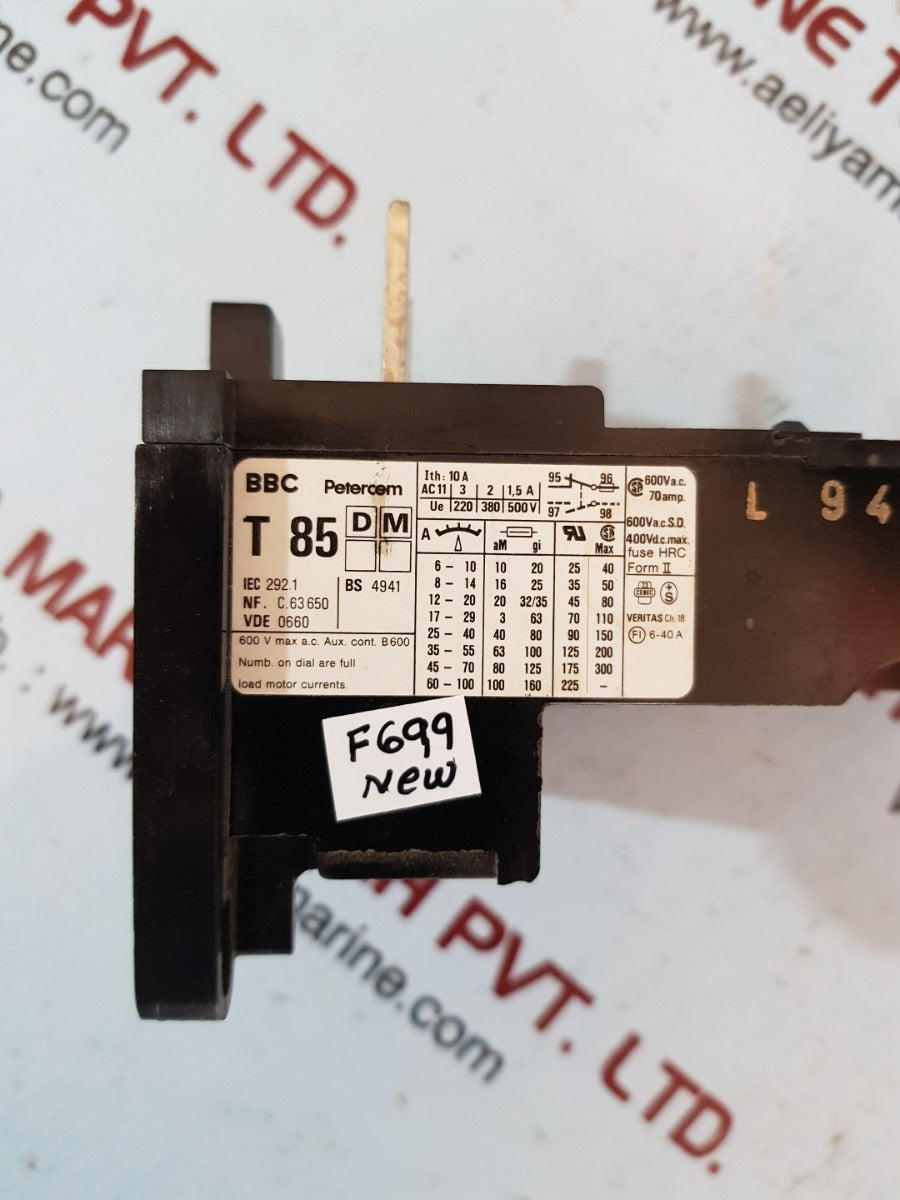 PVT. LTD.
.com
NE T
www.aeliyam
BBC Petercem
T 85 D M
IEC 292.1
NF. C.63650
VDE 0660
BS 4941
600 V max a.c. Aux. cont. B600
Numb. on dial are full
load motor currents.
Ith: 10A
AC11 3 2 1,5 A
Ue 220 380 500V
95 96
97 98
A aM gi Max
6 – 10 10 20 25 40
8 – 14 16 25 35 50
12 – 20 20 32/35 45 80
17 – 29 3 63 70 110
25 – 40 40 80 90 150
35 – 55 63 100 125 200
45 – 70 80 125 175 300
60 – 100 100 160 225 –
600Va.c.
70amp.
600Va.c.S.D.
400Vd.c.max.
fuse HRC
Form II
CEBEC S
VERITAS Ch.18
FI 6-40 A
L 94
F699
New
MAR
www.
H PVT. LTD.
arine.com